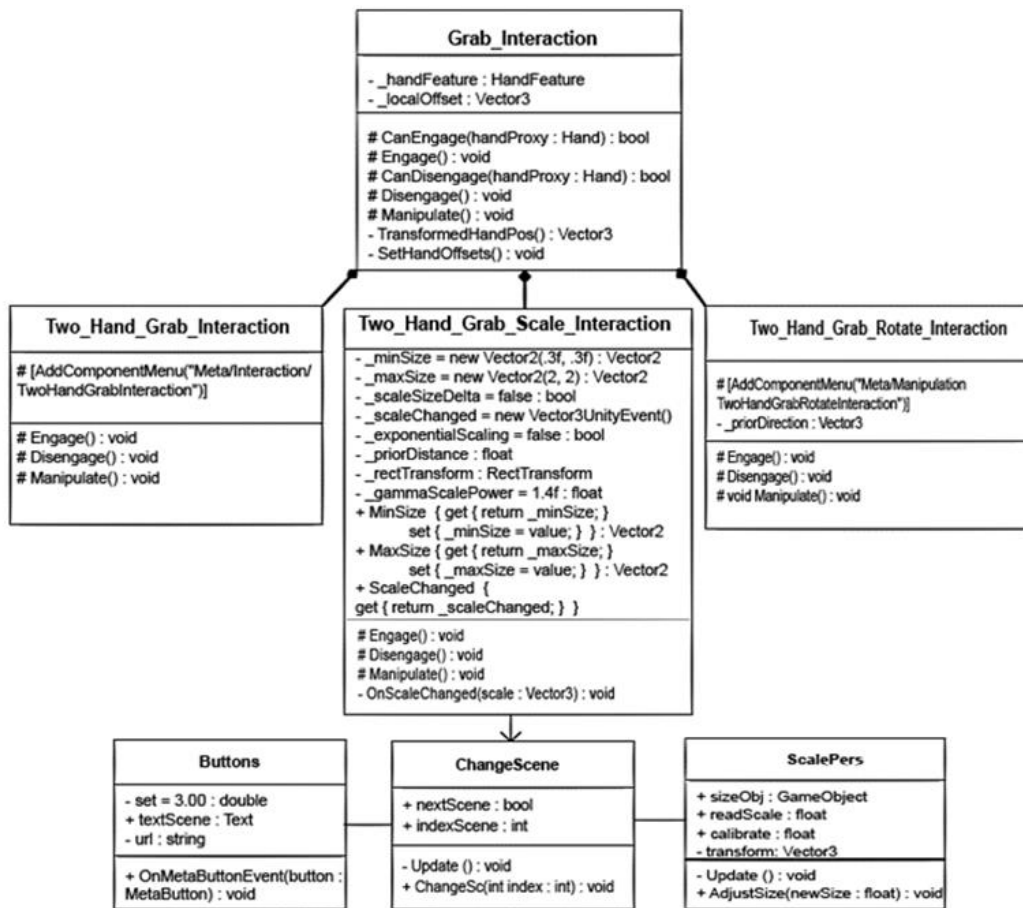 Grab_Interaction
- _handFeature : HandFeature
- _localOffset : Vector3
# CanEngage(handProxy : Hand) : bool
# Engage() : void
# CanDisengage(handProxy : Hand) : bool
# Disengage() : void
# Manipulate() : void
- TransformedHandPos() : Vector3
- SetHandOffsets() : void
Two_Hand_Grab_Interaction
# [AddComponentMenu("Meta/Interaction/
TwoHandGrabInteraction")]
# Engage() : void
# Disengage() : void
# Manipulate() : void
Two_Hand_Grab_Scale_Interaction
- _minSize = new Vector2(.3f, .3f) : Vector2
- _maxSize = new Vector2(2, 2) : Vector2
- _scaleSizeDelta = false : bool
- _scaleChanged = new Vector3UnityEvent()
- _exponentialScaling = false : bool
- _priorDistance : float
- _rectTransform : RectTransform
- _gammaScalePower = 1.4f : float
+ MinSize { get { return _minSize; }
set { _minSize = value; } } : Vector2
+ MaxSize { get { return _maxSize; }
set { _maxSize = value; } } : Vector2
+ ScaleChanged {
get { return _scaleChanged; } }
# Engage() : void
# Disengage() : void
# Manipulate() : void
- OnScaleChanged(scale : Vector3) : void
Two_Hand_Grab_Rotate_Interaction
# [AddComponentMenu("Meta/Manipulation
TwoHandGrabRotateInteraction")]
- _priorDirection : Vector3
# Engage() : void
# Disengage() : void
# void Manipulate() : void
Buttons
- set = 3.00 : double
+ textScene : Text
- url : string
+ OnMetaButtonEvent(button :
MetaButton) : void
ChangeScene
+ nextScene : bool
+ indexScene : int
- Update () : void
+ ChangeSc(int index : int) : void
ScalePers
+ sizeObj : GameObject
+ readScale : float
+ calibrate : float
- transform: Vector3
- Update () : void
+ AdjustSize(newSize : float) : void